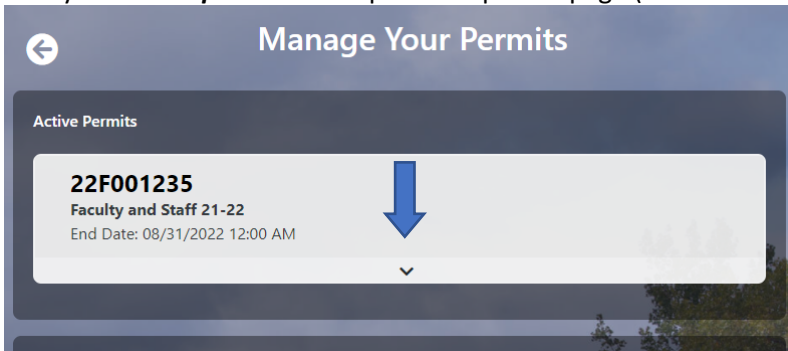 Manage Your Permits
Active Permits
22F001235
Faculty and Staff 21-22
End Date: 08/31/2022 12:00 AM